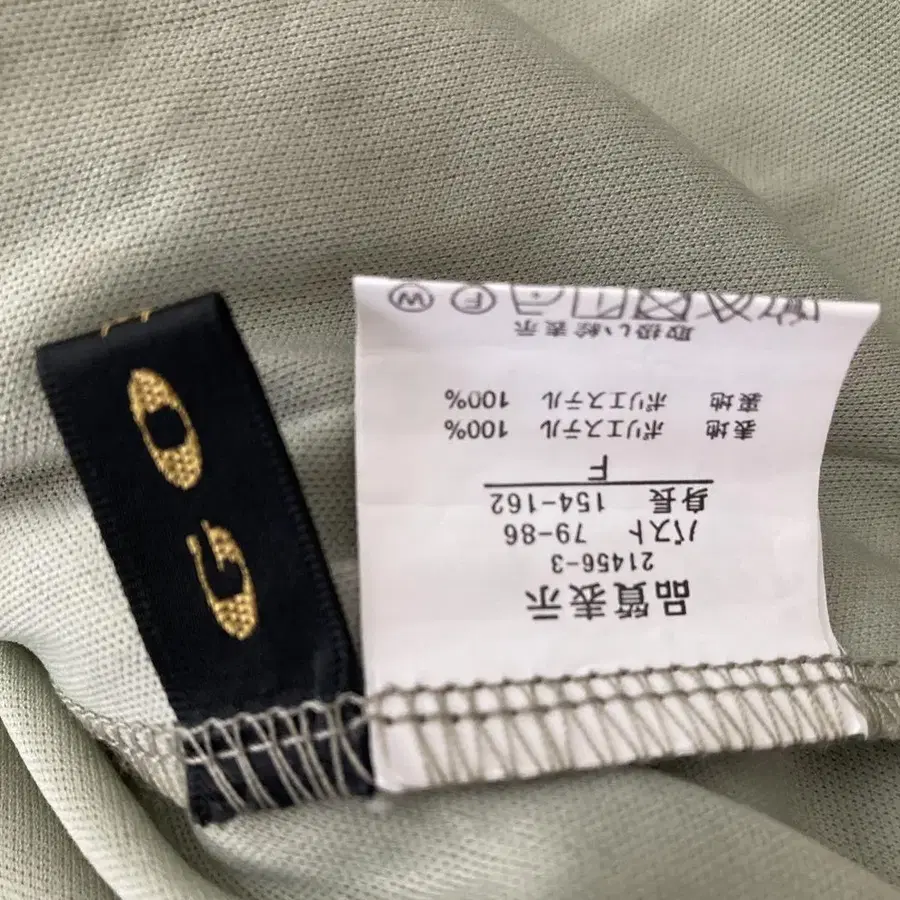 品質表示
21456-3
バスト 79-86
身長 154-162
F
表地 ポリエステル 100%
裏地 ポリエステル 100%
取扱い絵表示
F W
G O